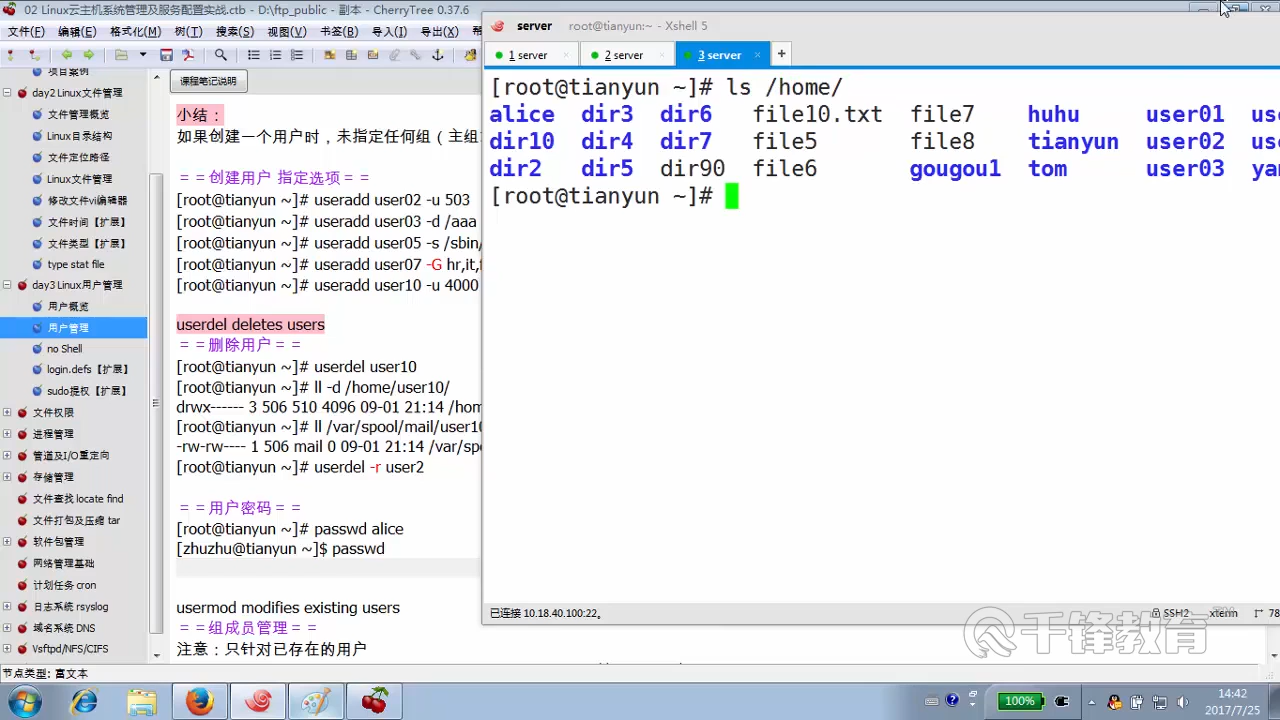 02 Linux云主机系统管理及服务配置实战.ctb - D:\ftp_public - 副本 - CherryTree 0.37.6
文件(F) 编辑(E) 格式化(M) 树(T) 搜索(S) 视图(V) 书签(B) 导入(I) 导出(X)
项目案例
day2 Linux文件管理
文件管理概览
Linux目录结构
文件定位路径
Linux文件管理
修改文件vi编辑器
文件时间【扩展】
文件类型【扩展】
type stat file
day3 Linux用户管理
用户概览
用户管理
no Shell
login.defs【扩展】
sudo提权【扩展】
文件权限
进程管理
管道及I/O重定向
存储管理
文件查找 locate find
文件打包及压缩 tar
软件包管理
网络管理基础
计划任务 cron
日志系统 rsyslog
域名系统 DNS
Vsftpd/NFS/CIFS
节点类型: 富文本
课程笔记说明
小结：
如果创建一个用户时，未指定任何组（主组
==创建用户 指定选项==
[root@tianyun ~]# useradd user02 -u 503
[root@tianyun ~]# useradd user03 -d /aaa
[root@tianyun ~]# useradd user05 -s /sbin/
[root@tianyun ~]# useradd user07 -G hr,it,
[root@tianyun ~]# useradd user10 -u 4000
userdel deletes users
==删除用户==
[root@tianyun ~]# userdel user10
[root@tianyun ~]# ll -d /home/user10/
drwx------ 3 506 510 4096 09-01 21:14 /hom
[root@tianyun ~]# ll /var/spool/mail/user10
-rw-rw---- 1 506 mail 0 09-01 21:14 /var/spo
[root@tianyun ~]# userdel -r user2
==用户密码==
[root@tianyun ~]# passwd alice
[zhuzhu@tianyun ~]$ passwd
usermod modifies existing users
==组成员管理==
注意：只针对已存在的用户
server root@tianyun:~ - Xshell 5
1 server × 2 server × 3 server × +
[root@tianyun ~]# ls /home/
alice dir3 dir6 file10.txt file7 huhu user01 us
dir10 dir4 dir7 file5 file8 tianyun user02 us
dir2 dir5 dir90 file6 gougou1 tom user03 ya
[root@tianyun ~]#
已连接 10.18.40.100:22。 SSH2 xterm 78
千锋教育
100%
14:42
2017/7/25